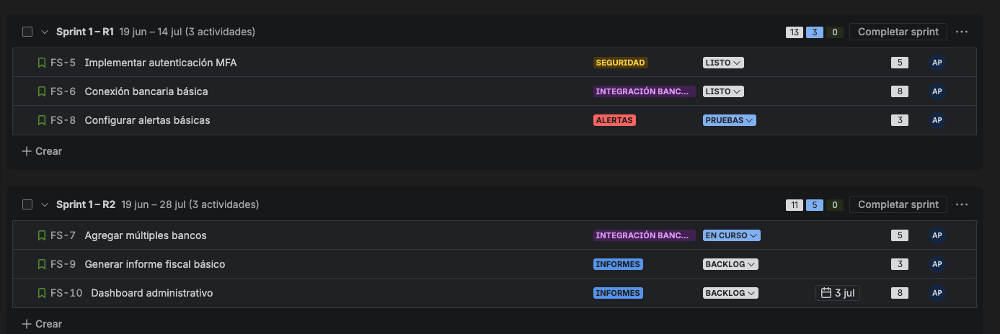 Sprint 1 – R1 19 jun – 14 jul (3 actividades) 13 3 0 Completar sprint ...
FS-5 Implementar autenticación MFA SEGURIDAD LISTO 5 AP
FS-6 Conexión bancaria básica INTEGRACIÓN BANC... LISTO 8 AP
FS-8 Configurar alertas básicas ALERTAS PRUEBAS 3 AP
+ Crear
Sprint 1 – R2 19 jun – 28 jul (3 actividades) 11 5 0 Completar sprint ...
FS-7 Agregar múltiples bancos INTEGRACIÓN BANC... EN CURSO 5 AP
FS-9 Generar informe fiscal básico INFORMES BACKLOG 3 AP
FS-10 Dashboard administrativo INFORMES BACKLOG 3 jul 8 AP
+ Crear